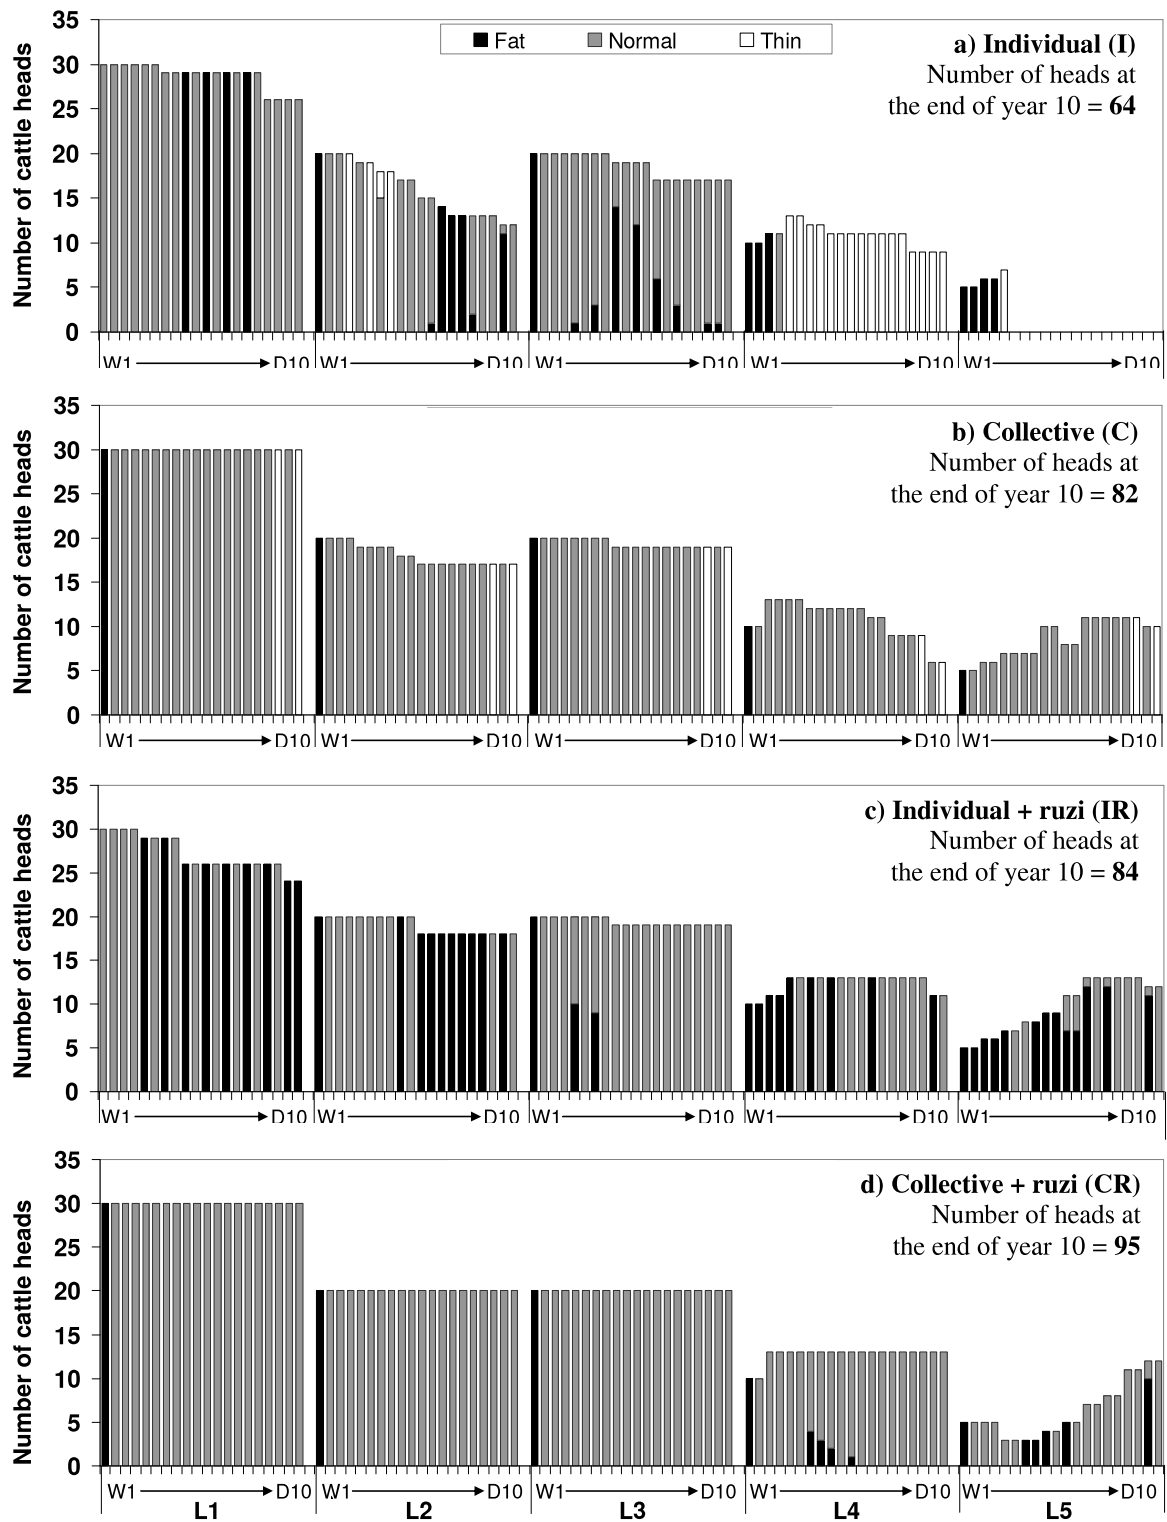 35
Fat Normal Thin
a) Individual (I)
Number of heads at
the end of year 10 = 64
30
25
20
15
10
5
0
Number of cattle heads
W1 D10 W1 D10 W1 D10 W1 D10 W1 D10
35
b) Collective (C)
Number of heads at
the end of year 10 = 82
30
25
20
15
10
5
0
Number of cattle heads
W1 D10 W1 D10 W1 D10 W1 D10 W1 D10
35
c) Individual + ruzi (IR)
Number of heads at
the end of year 10 = 84
30
25
20
15
10
5
0
Number of cattle heads
W1 D10 W1 D10 W1 D10 W1 D10 W1 D10
35
d) Collective + ruzi (CR)
Number of heads at
the end of year 10 = 95
30
25
20
15
10
5
0
Number of cattle heads
W1 D10 W1 D10 W1 D10 W1 D10 W1 D10
L1 L2 L3 L4 L5